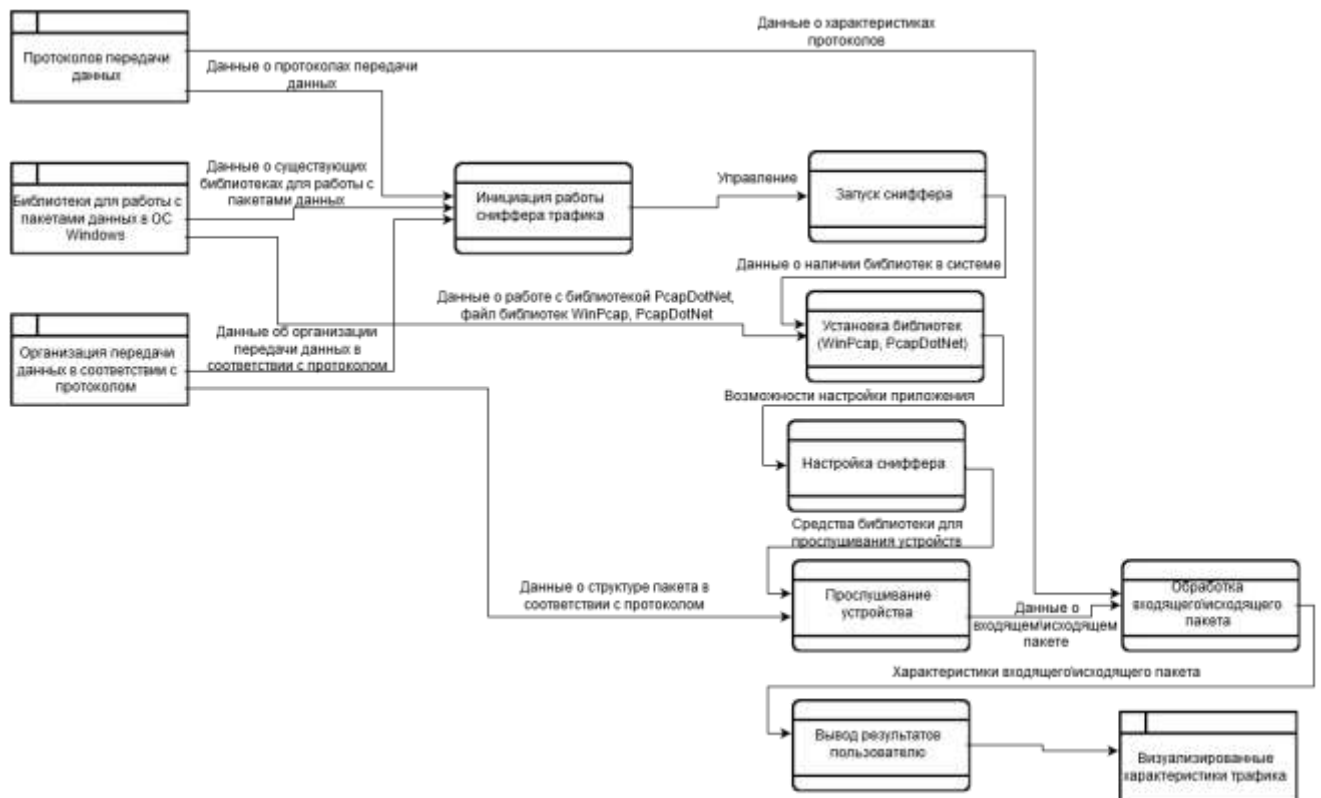 Данные о характеристиках
протоколов
Протоколов передачи
данных
Данные о протоколах передачи
данных
Библиотеки для работы с
пакетами данных в ОС
Windows
Данные о существующих
библиотеках для работы с
пакетами данных
Инициация работы
сниффера трафика
Управление
Запуск сниффера
Данные о наличии библиотек в системе
Данные о работе с библиотекой PcapDotNet,
файл библиотек WinPcap, PcapDotNet
Установка библиотек
(WinPcap, PcapDotNet)
Организация передачи
данных в соответствии с
протоколом
Данные об организации
передачи данных в
соответствии с протоколом
Возможности настройки приложения
Настройка сниффера
Средства библиотеки для
прослушивания устройств
Данные о структуре пакета в
соответствии с протоколом
Прослушивание
устройства
Данные о
входящем\исходящем
пакете
Обработка
входящего\исходящего
пакета
Характеристики входящего\исходящего пакета
Вывод результатов
пользователю
Визуализированные
характеристики трафика